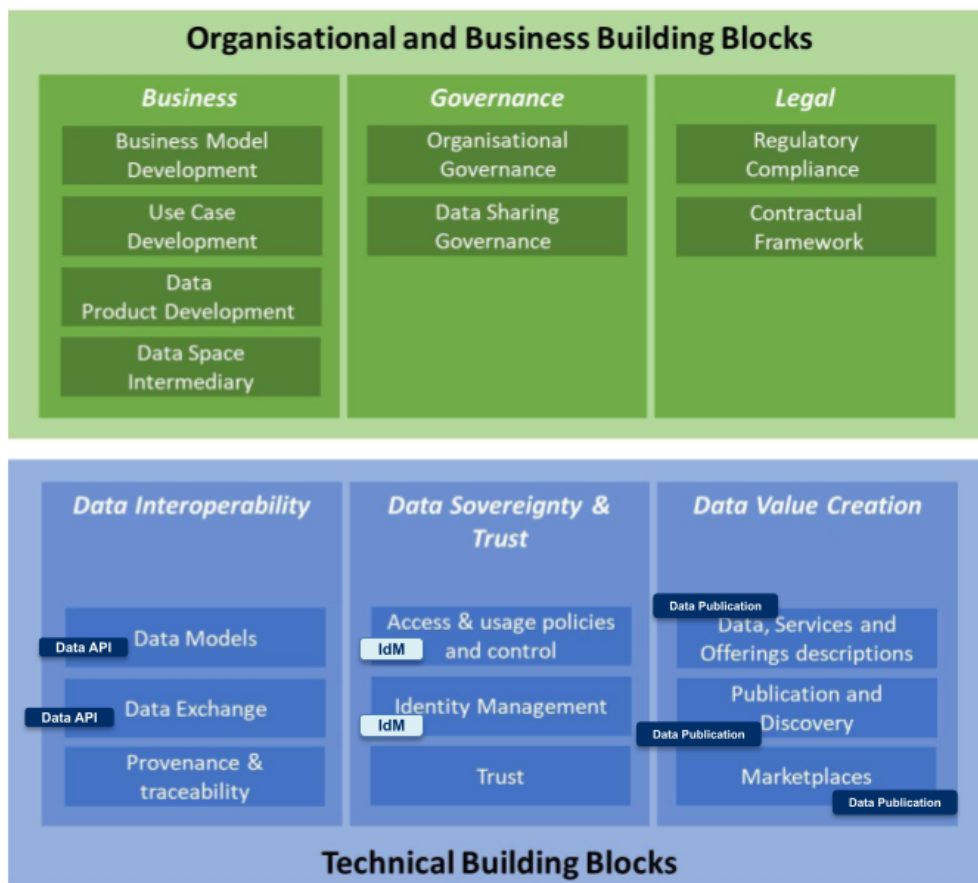 Organisational and Business Building Blocks
Business
Business Model
Development
Use Case
Development
Data
Product Development
Data Space
Intermediary
Governance
Organisational
Governance
Data Sharing
Governance
Legal
Regulatory
Compliance
Contractual
Framework
Data Interoperability
Data Models
Data API
Data Exchange
Data API
Provenance &
traceability
Data Sovereignty &
Trust
Access & usage policies
and control
IdM
Identity Management
IdM
Trust
Data Value Creation
Data Publication
Data, Services and
Offerings descriptions
Publication and
Discovery
Data Publication
Marketplaces
Data Publication
Technical Building Blocks